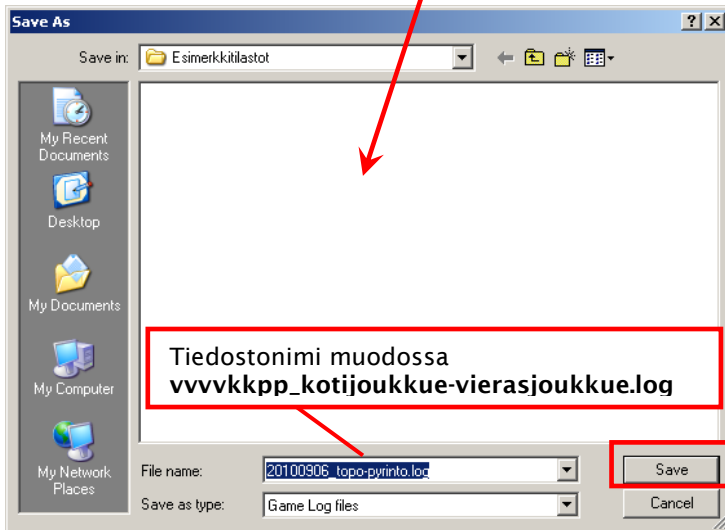 Save As
Save in:
Esimerkkitilastot
My Recent
Documents
Desktop
My Documents
My Computer
My Network
Places
Tiedostonimi muodossa
vvvvkkpp_kotijoukkue-vierasjoukkue.log
File name:
20100906_topo-pyrinto.log
Save
Save as type:
Game Log files
Cancel